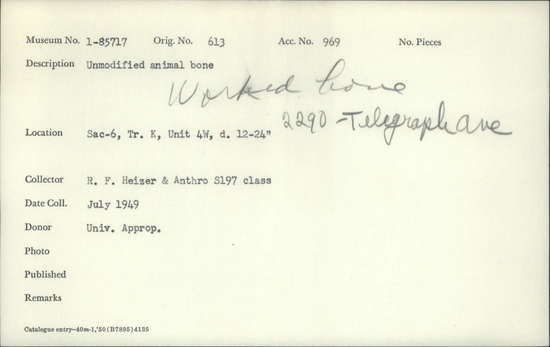 Museum No. 1-85717 Orig. No. 613 Acc. No. 969 No. Pieces
Description Unmodified animal bone
Worked bone
2290 - Telegraph Ave
Location Sac-6, Tr. K, Unit 4W, d. 12-24"
Collector R. F. Heizer & Anthro S197 class
Date Coll. July 1949
Donor Univ. Approp.
Photo
Published
Remarks
Catalogue entry—40m-1,'50(B7895)4135